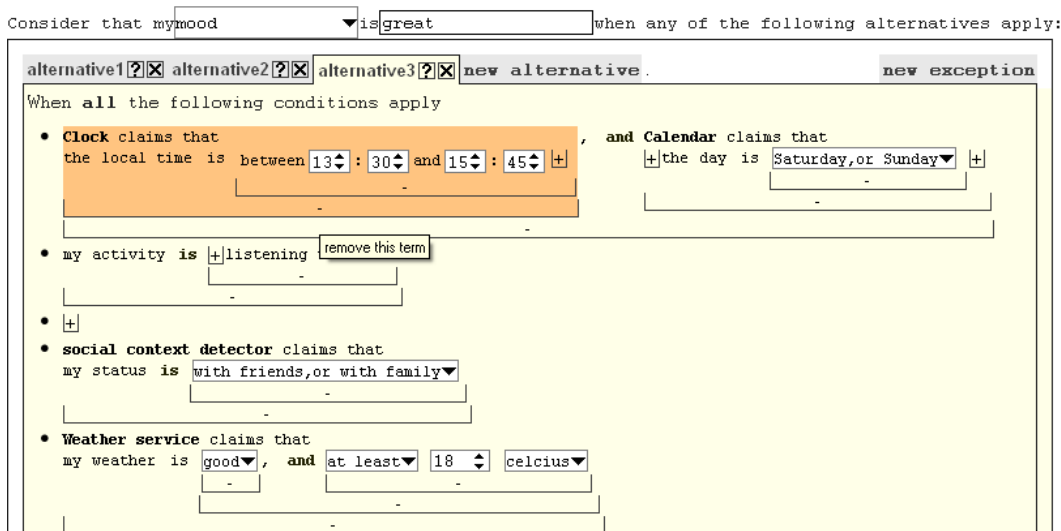 Consider that my mood is great when any of the following alternatives apply:
alternative1 ? X alternative2 ? X alternative3 ? X new alternative . new exception
When all the following conditions apply
• Clock claims that , and Calendar claims that
the local time is between 13 : 30 and 15 : 45 + + the day is Saturday,or Sunday +
-
-
-
remove this term
• my activity is + listening
-
-
• +
• social context detector claims that
my status is with friends,or with family
-
-
• Weather service claims that
my weather is good , and at least 18 celcius
- -
-
-